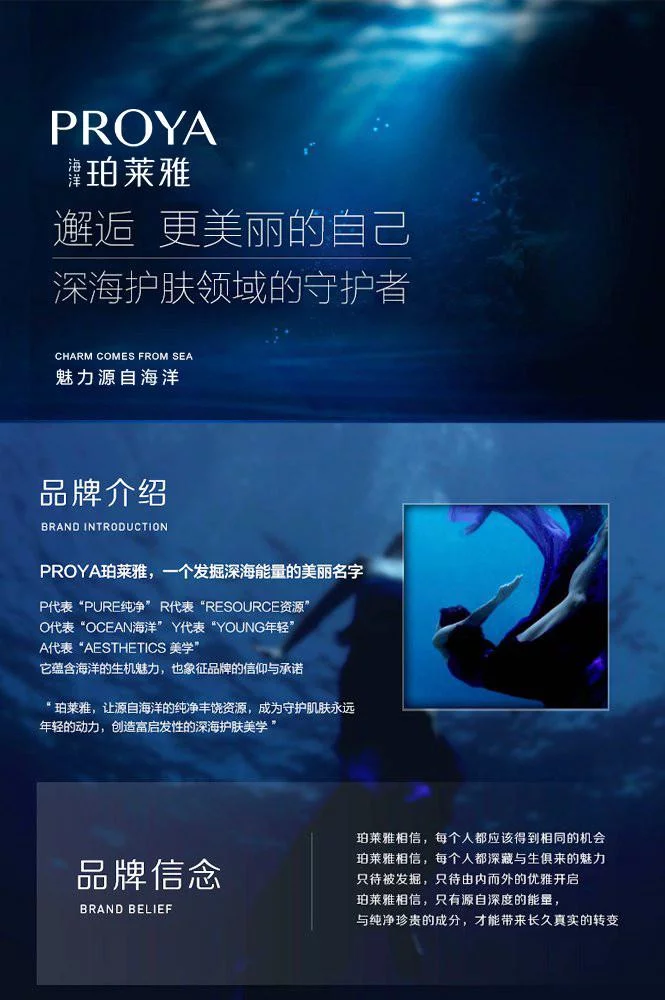 PROYA
海洋 珀莱雅
邂逅 更美丽的自己
深海护肤领域的守护者
CHARM COMES FROM SEA
魅力源自海洋
品牌介绍
BRAND INTRODUCTION
PROYA珀莱雅，一个发掘深海能量的美丽名字
P代表“PURE纯净” R代表“RESOURCE资源”
O代表“OCEAN海洋” Y代表“YOUNG年轻”
A代表“AESTHETICS 美学”
它蕴含海洋的生机魅力，也象征品牌的信仰与承诺
“ 珀莱雅，让源自海洋的纯净丰饶资源，成为守护肌肤永远
年轻的动力，创造富启发性的深海护肤美学 ”
品牌信念
BRAND BELIEF
珀莱雅相信，每个人都应该得到相同的机会
珀莱雅相信，每个人都深藏与生俱来的魅力
只待被发掘，只待由内而外的优雅开启
珀莱雅相信，只有源自深度的能量，
与纯净珍贵的成分，才能带来长久真实的转变